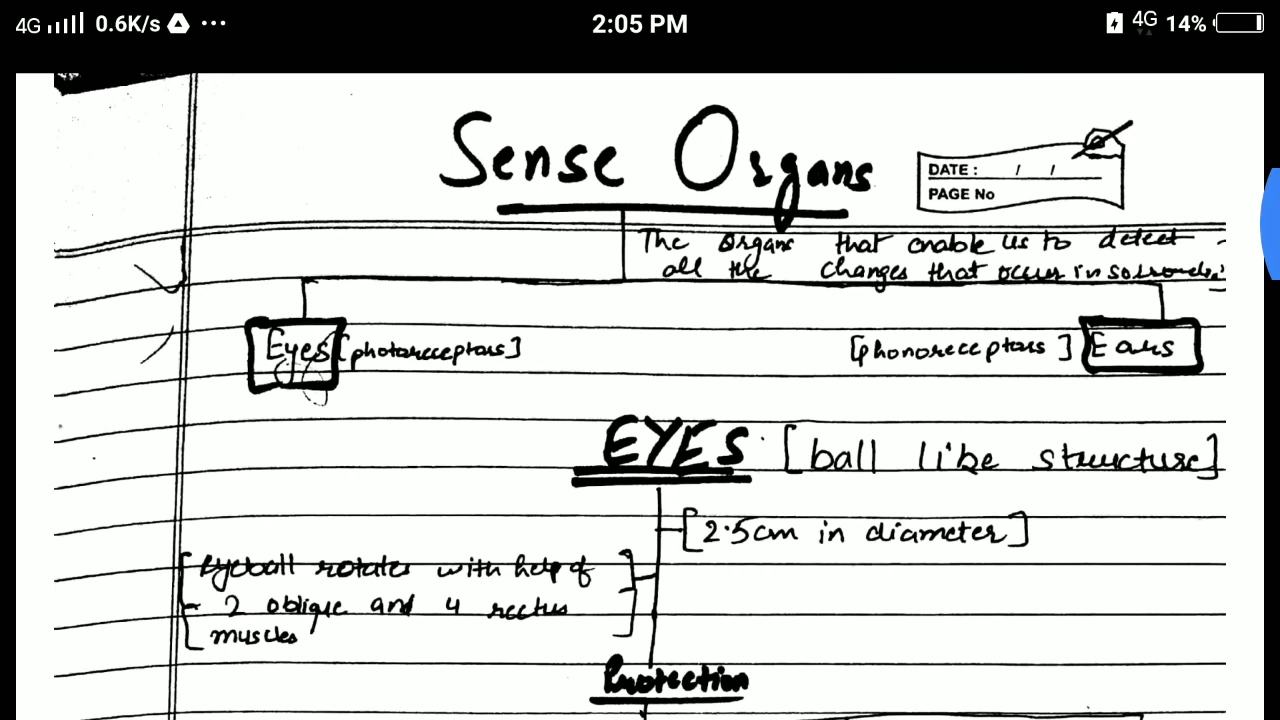 4G 0.6K/s ... 2:05 PM 4G 14%
Sense Organs
DATE : / /
PAGE No
The organs that enable us to detect
all the changes that occur in
Eyes [photoreceptors]
[phonoreceptors] Ears
EYES [ball like structure]
[2.5cm in diameter]
[Eyeball rotates with help of
2 oblique and 4 rectus
muscles]
Protection